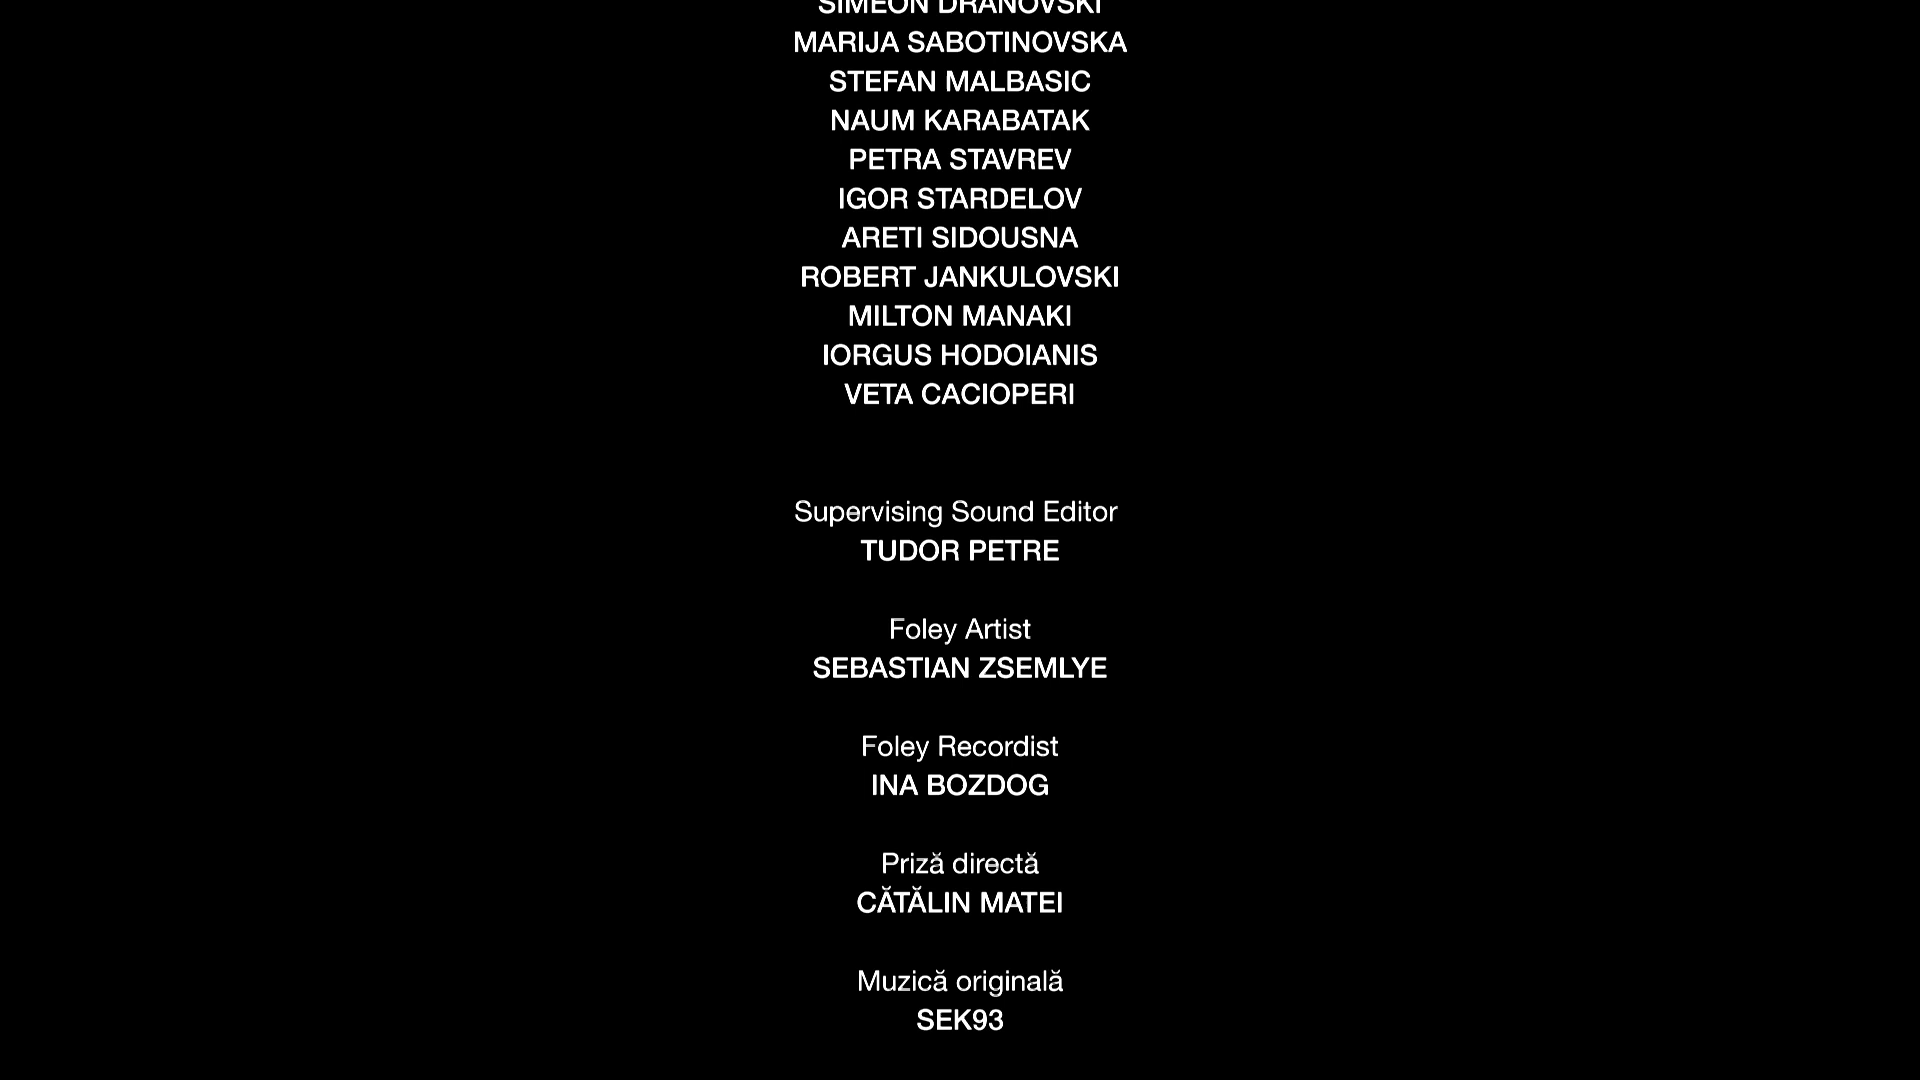 SIMEON DRANOVSKI
MARIJA SABOTINOVSKA
STEFAN MALBASIC
NAUM KARABATAK
PETRA STAVREV
IGOR STARDELOV
ARETI SIDOUSNA
ROBERT JANKULOVSKI
MILTON MANAKI
IORGUS HODOIANIS
VETA CACIOPERI
Supervising Sound Editor
TUDOR PETRE
Foley Artist
SEBASTIAN ZSEMLYE
Foley Recordist
INA BOZDOG
Priză directă
CĂTĂLIN MATEI
Muzică originală
SEK93